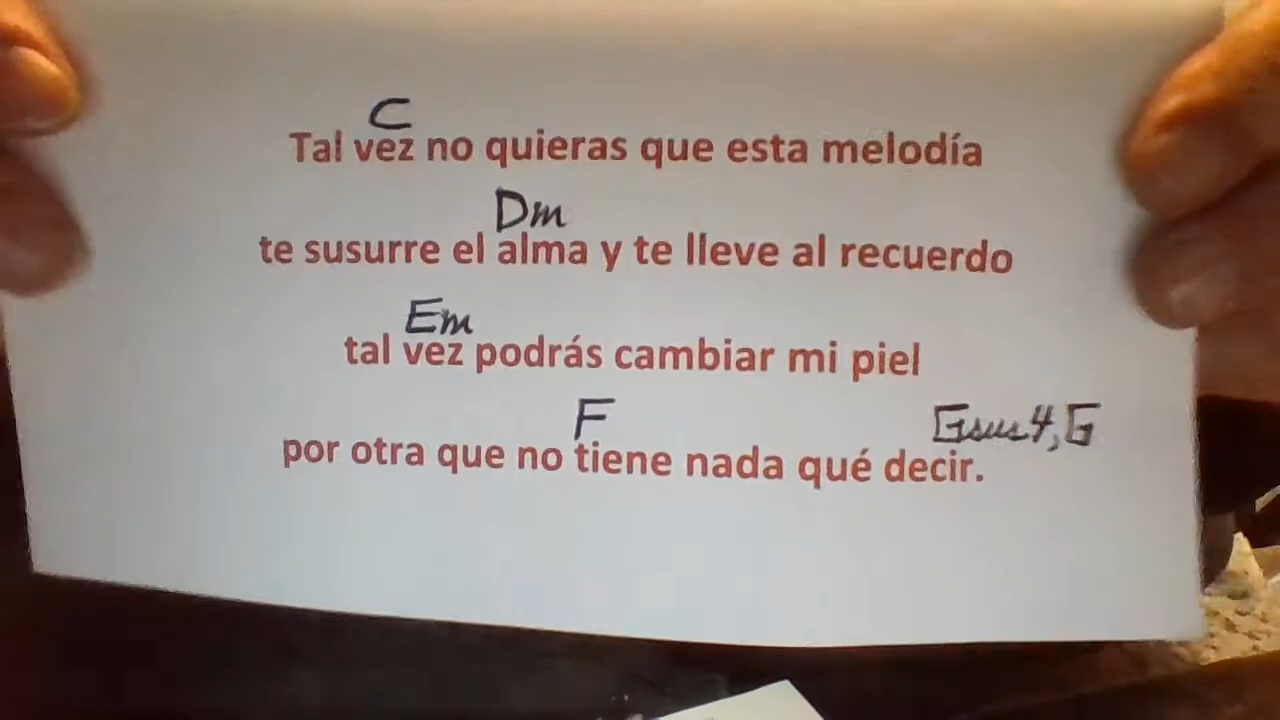 C
Tal vez no quieras que esta melodía
Dm
te susurre el alma y te lleve al recuerdo
Em
tal vez podrás cambiar mi piel
F Gsus4, G
por otra que no tiene nada qué decir.